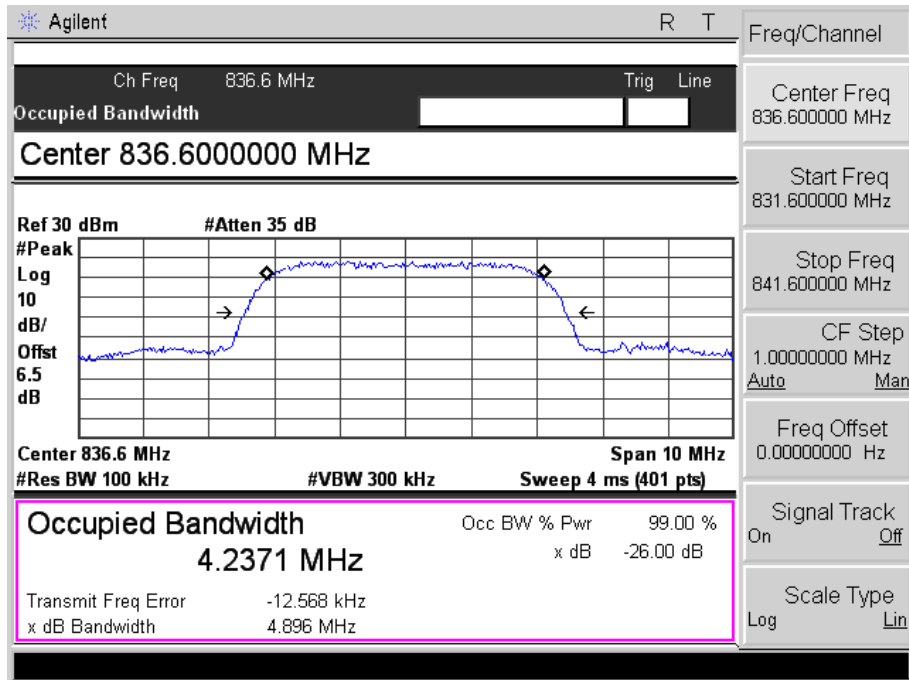 Agilent
R T
Ch Freq 836.6 MHz Trig Line
Occupied Bandwidth
Center 836.6000000 MHz
Ref 30 dBm #Atten 35 dB
#Peak
Log
10
dB/
Offst
6.5
dB
Center 836.6 MHz Span 10 MHz
#Res BW 100 kHz #VBW 300 kHz Sweep 4 ms (401 pts)
Occupied Bandwidth
4.2371 MHz
Occ BW % Pwr 99.00 %
x dB -26.00 dB
Transmit Freq Error -12.568 kHz
x dB Bandwidth 4.896 MHz
Freq/Channel
Center Freq
836.600000 MHz
Start Freq
831.600000 MHz
Stop Freq
841.600000 MHz
CF Step
1.00000000 MHz
Auto Man
Freq Offset
0.00000000 Hz
Signal Track
On Off
Scale Type
Log Lin